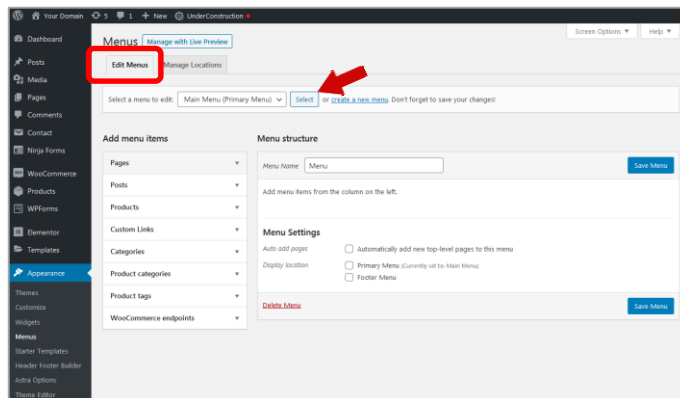 Your Domain 5 1 + New UnderConstruction
Screen Options ▼ Help ▼
Dashboard
Posts
Media
Pages
Comments
Contact
Ninja Forms
WooCommerce
Products
WPForms
Elementor
Templates
Appearance
Themes
Customize
Widgets
Menus
Starter Templates
Header Footer Builder
Astra Options
Theme Editor
Menus Manage with Live Preview
Edit Menus Manage Locations
Select a menu to edit: Main Menu (Primary Menu) Select or create a new menu. Don't forget to save your changes!
Add menu items
Pages
Posts
Products
Custom Links
Categories
Product categories
Product tags
WooCommerce endpoints
Menu structure
Menu Name Menu Save Menu
Add menu items from the column on the left.
Menu Settings
Auto add pages Automatically add new top-level pages to this menu
Display location Primary Menu (Currently set to: Main Menu)
Footer Menu
Delete Menu Save Menu